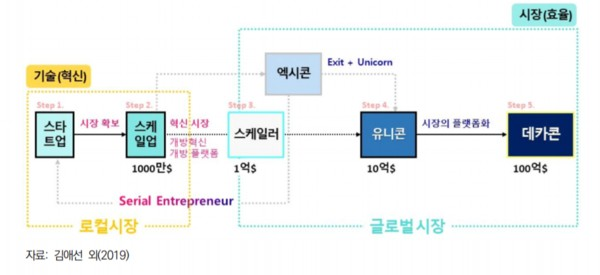 시장(효율)
엑시콘
Exit + Unicorn
기술(혁신)
Step 1.
Step 2.
Step 3.
Step 4.
Step 5.
스타
트업
시장 확보
스케
일업
혁신 시장
개방혁신
개방 플랫폼
스케일러
유니콘
시장의 플랫폼화
데카콘
1000만$
1억$
10억$
100억$
Serial Entrepreneur
로컬시장
글로벌시장
자료: 김애선 외(2019)